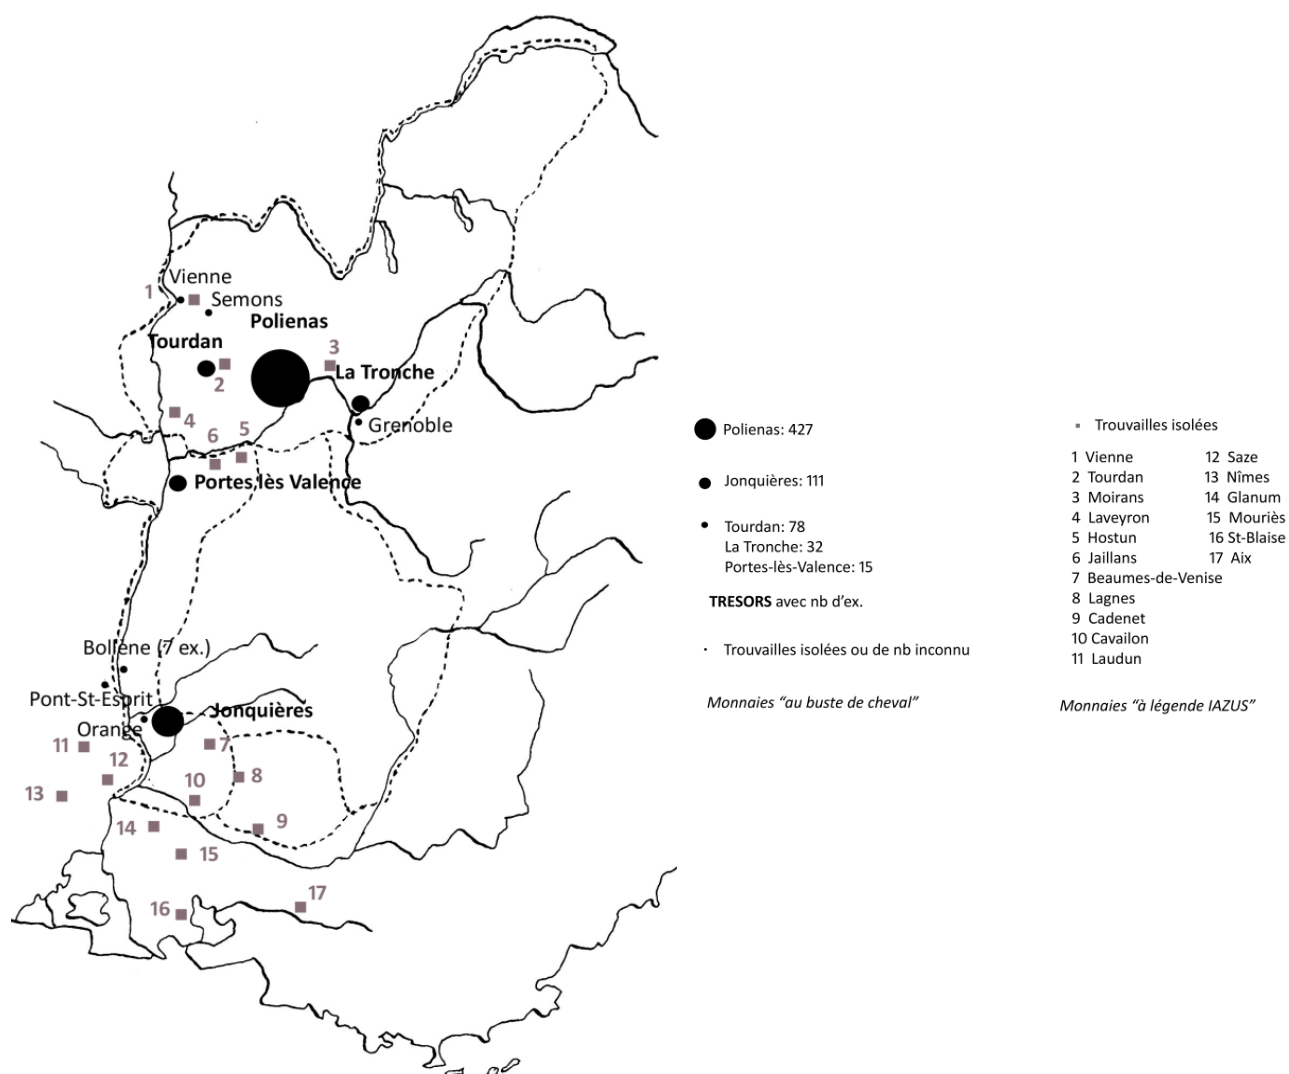 Vienne
1
Semons
Polienas
Tourdan
3
La Tronche
2
4
Grenoble
6
5
Portes lès Valence
Bollène (7 ex.)
Pont-St-Esprit
Jonquières
Orange
11
7
12
8
10
13
14
9
15
17
16
Polienas: 427
Jonquières: 111
Tourdan: 78
La Tronche: 32
Portes-lès-Valence: 15
TRESORS avec nb d’ex.
Trouvailles isolées ou de nb inconnu
Monnaies “au buste de cheval”
Trouvailles isolées
1 Vienne
2 Tourdan
3 Moirans
4 Laveyron
5 Hostun
6 Jaillans
7 Beaumes-de-Venise
8 Lagnes
9 Cadenet
10 Cavailon
11 Laudun
12 Saze
13 Nîmes
14 Glanum
15 Mouriès
16 St-Blaise
17 Aix
Monnaies “à légende IAZUS”